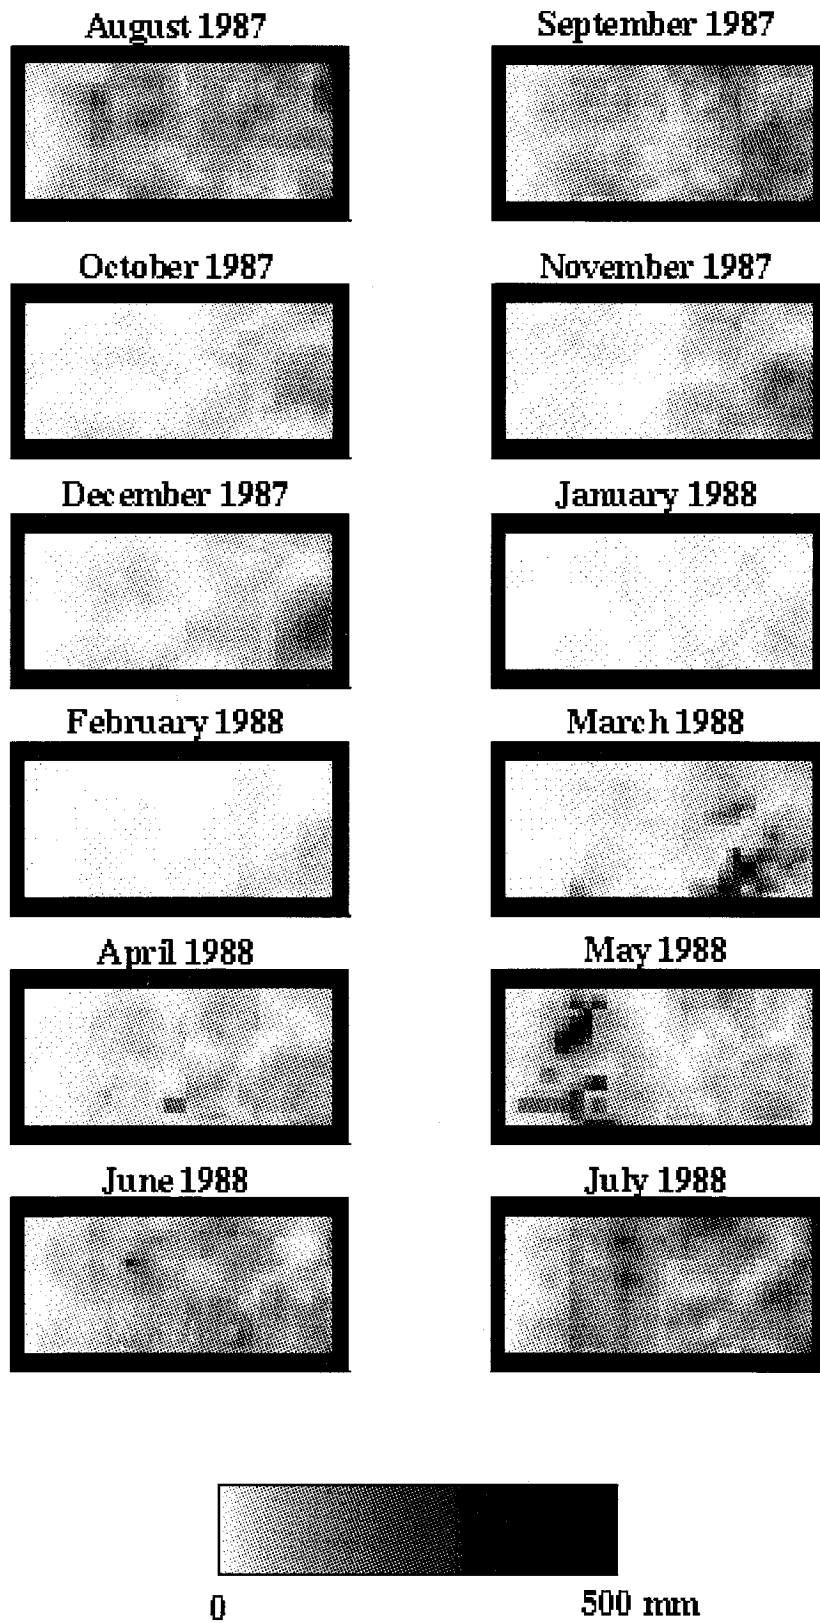 August 1987
September 1987
October 1987
November 1987
December 1987
January 1988
February 1988
March 1988
April 1988
May 1988
June 1988
July 1988
0
500 mm